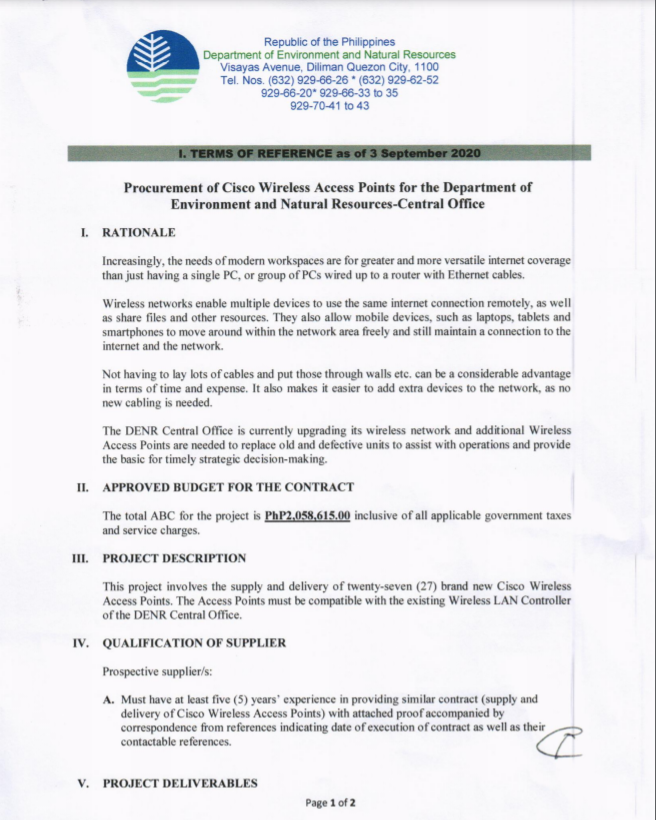 Republic of the Philippines
Department of Environment and Natural Resources
Visayas Avenue, Diliman Quezon City, 1100
Tel. Nos. (632) 929-66-26 * (632) 929-62-52
929-66-20* 929-66-33 to 35
929-70-41 to 43
I. TERMS OF REFERENCE as of 3 September 2020
Procurement of Cisco Wireless Access Points for the Department of
Environment and Natural Resources-Central Office
I. RATIONALE
Increasingly, the needs of modern workspaces are for greater and more versatile internet coverage
than just having a single PC, or group of PCs wired up to a router with Ethernet cables.
Wireless networks enable multiple devices to use the same internet connection remotely, as well
as share files and other resources. They also allow mobile devices, such as laptops, tablets and
smartphones to move around within the network area freely and still maintain a connection to the
internet and the network.
Not having to lay lots of cables and put those through walls etc. can be a considerable advantage
in terms of time and expense. It also makes it easier to add extra devices to the network, as no
new cabling is needed.
The DENR Central Office is currently upgrading its wireless network and additional Wireless
Access Points are needed to replace old and defective units to assist with operations and provide
the basic for timely strategic decision-making.
II. APPROVED BUDGET FOR THE CONTRACT
The total ABC for the project is PhP2,058,615.00 inclusive of all applicable government taxes
and service charges.
III. PROJECT DESCRIPTION
This project involves the supply and delivery of twenty-seven (27) brand new Cisco Wireless
Access Points. The Access Points must be compatible with the existing Wireless LAN Controller
of the DENR Central Office.
IV. QUALIFICATION OF SUPPLIER
Prospective supplier/s:
A. Must have at least five (5) years' experience in providing similar contract (supply and
delivery of Cisco Wireless Access Points) with attached proof accompanied by
correspondence from references indicating date of execution of contract as well as their
contactable references.
V. PROJECT DELIVERABLES
Page 1 of 2